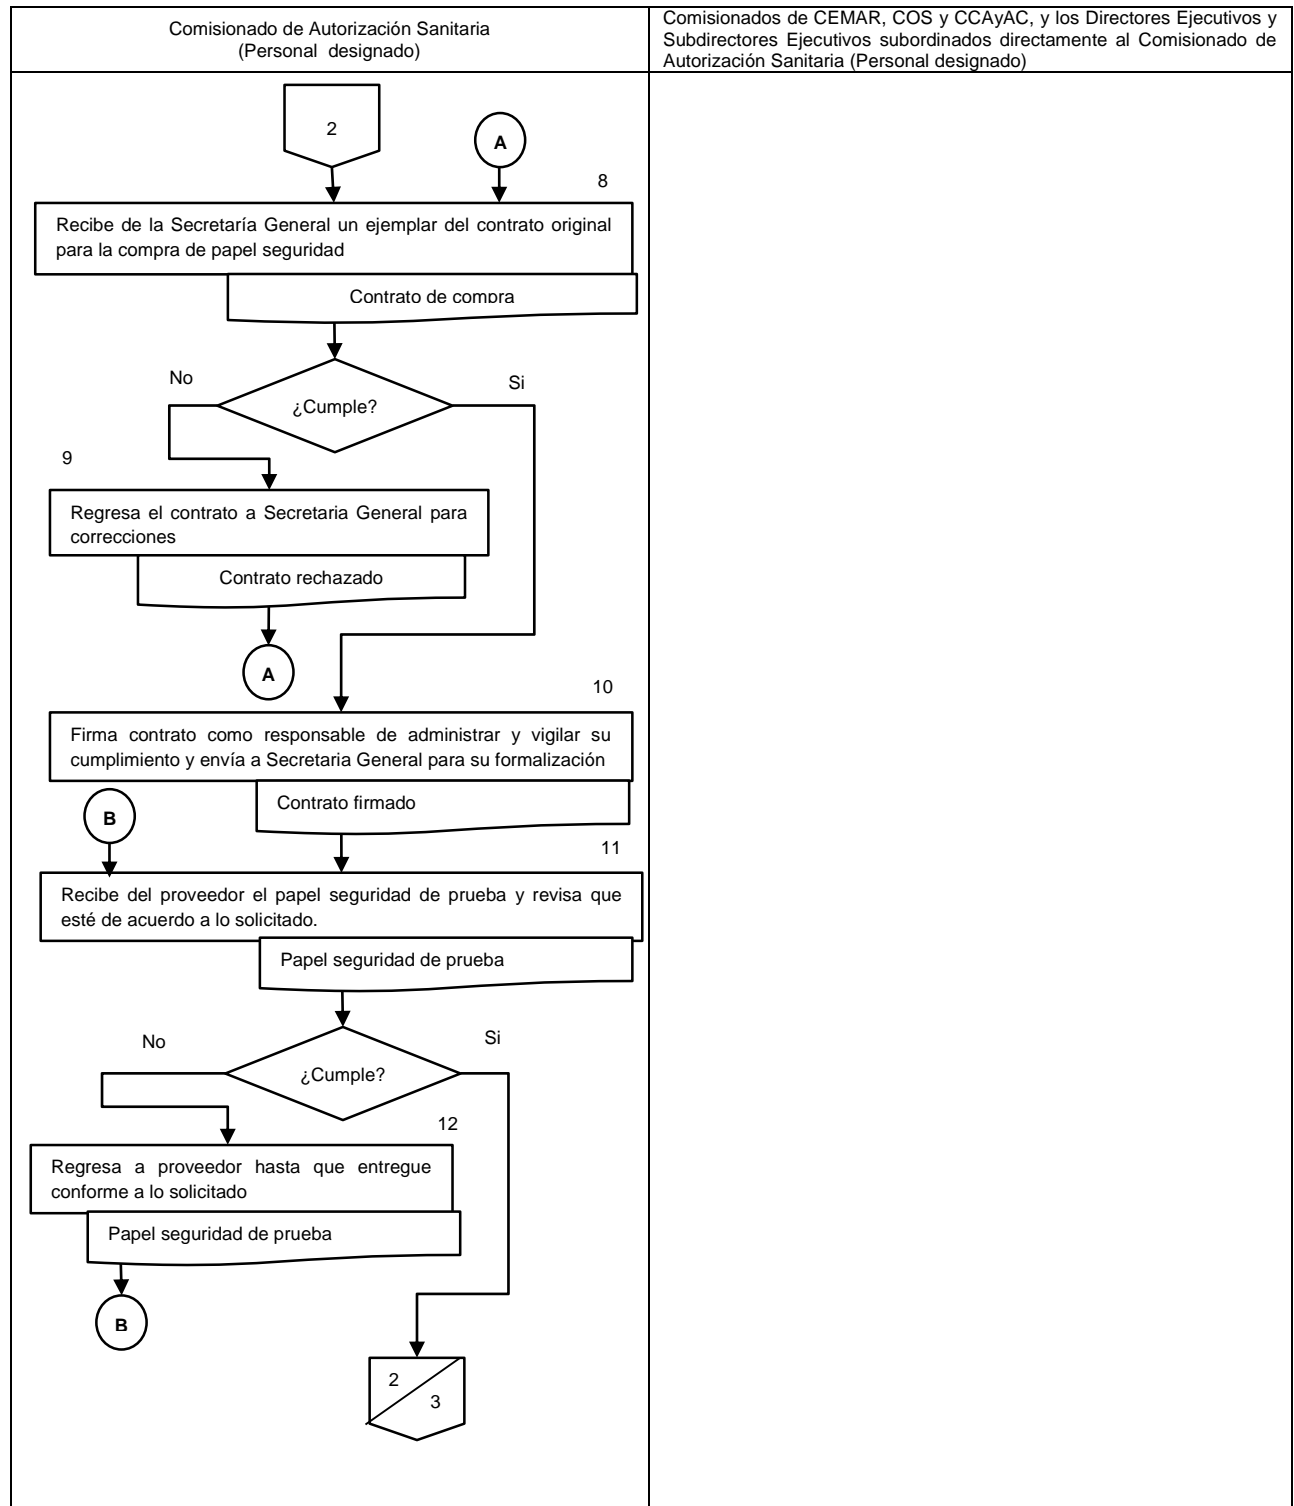 Comisionado de Autorización Sanitaria
(Personal designado)
Comisionados de CEMAR, COS y CCAyAC, y los Directores Ejecutivos y
Subdirectores Ejecutivos subordinados directamente al Comisionado de
Autorización Sanitaria (Personal designado)
2
A
8
Recibe de la Secretaría General un ejemplar del contrato original
para la compra de papel seguridad
Contrato de compra
No
Si
¿Cumple?
9
Regresa el contrato a Secretaria General para
correcciones
Contrato rechazado
A
10
Firma contrato como responsable de administrar y vigilar su
cumplimiento y envía a Secretaria General para su formalización
Contrato firmado
B
11
Recibe del proveedor el papel seguridad de prueba y revisa que
esté de acuerdo a lo solicitado.
Papel seguridad de prueba
No
Si
¿Cumple?
12
Regresa a proveedor hasta que entregue
conforme a lo solicitado
Papel seguridad de prueba
B
2
3